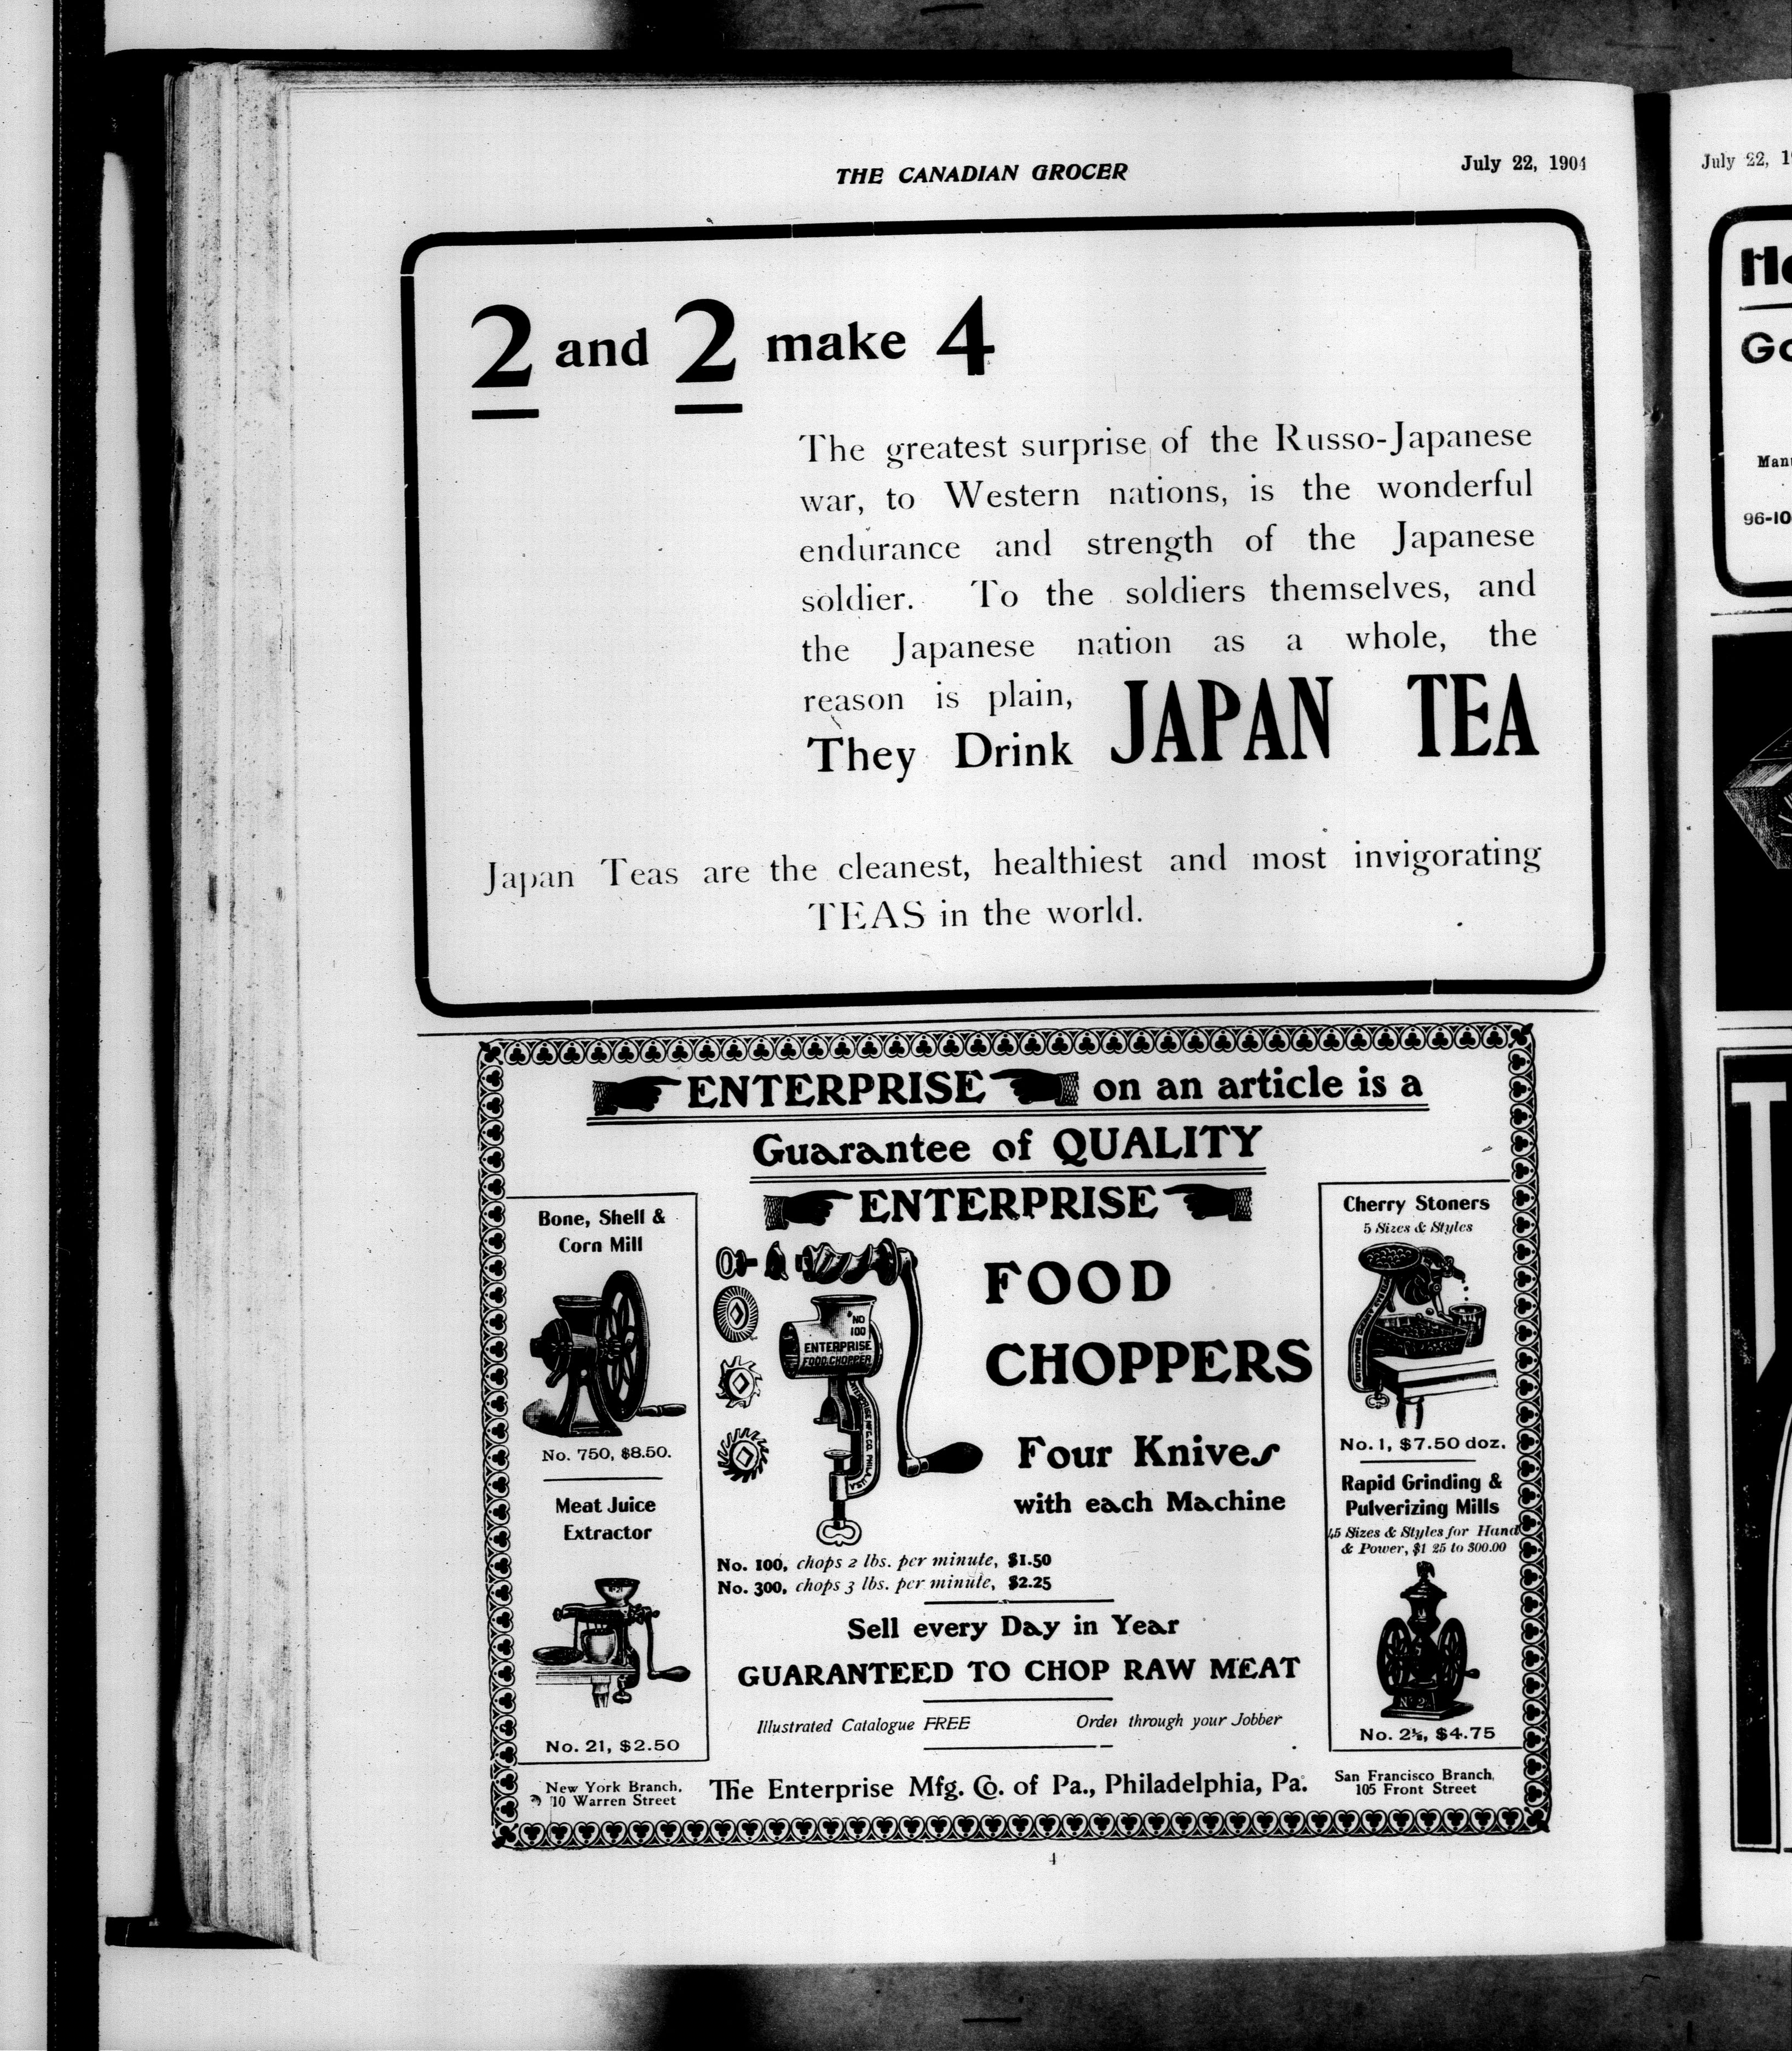 THE CANADIAN GROCER
July 22, 1904
2 and 2 make 4
The greatest surprise of the Russo-Japanese
war, to Western nations, is the wonderful
endurance and strength of the Japanese
soldier. To the soldiers themselves, and
the Japanese nation as a whole, the
reason is plain,
They Drink JAPAN TEA
Japan Teas are the cleanest, healthiest and most invigorating
TEAS in the world.
ENTERPRISE on an article is a
Guarantee of QUALITY
ENTERPRISE
Bone, Shell &
Corn Mill
No. 750, $8.50.
Meat Juice
Extractor
No. 21, $2.50
NO
100
ENTERPRISE
FOOD CHOPPER
FOOD
CHOPPERS
Four Knives
with each Machine
No. 100, chops 2 lbs. per minute, $1.50
No. 300, chops 3 lbs. per minute, $2.25
Sell every Day in Year
GUARANTEED TO CHOP RAW MEAT
Illustrated Catalogue FREE
Order through your Jobber
Cherry Stoners
5 Sizes & Styles
No. 1, $7.50 doz.
Rapid Grinding &
Pulverizing Mills
45 Sizes & Styles for Hand
& Power, $1 25 to 300.00
No 2
No. 2½, $4.75
New York Branch,
10 Warren Street
The Enterprise Mfg. Co. of Pa., Philadelphia, Pa.
San Francisco Branch,
105 Front Street
4
July 22,
96-10